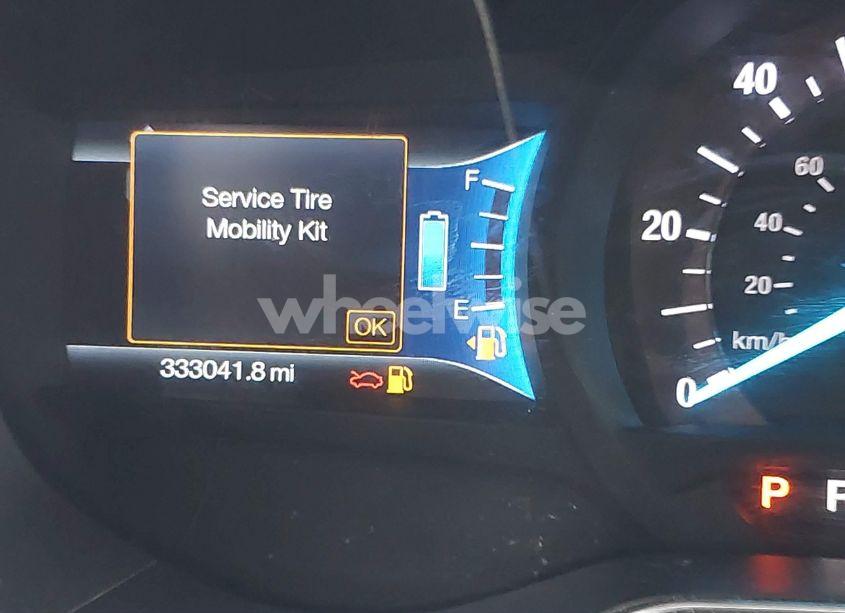 Service Tire
Mobility Kit
OK
333041.8 mi
F
E
40
20
0
60
40
20
km/h
P
wheelwise